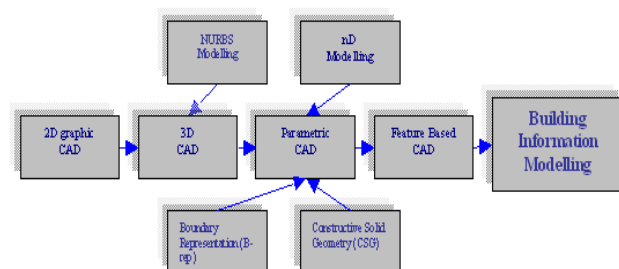 NURBS
Modelling
nD
Modelling
2D graphic
CAD
3D
CAD
Parametric
CAD
Feature Based
CAD
Building
Information
Modelling
Boundary
Representation (B-
rep)
Constructive Solid
Geometry (CSG)